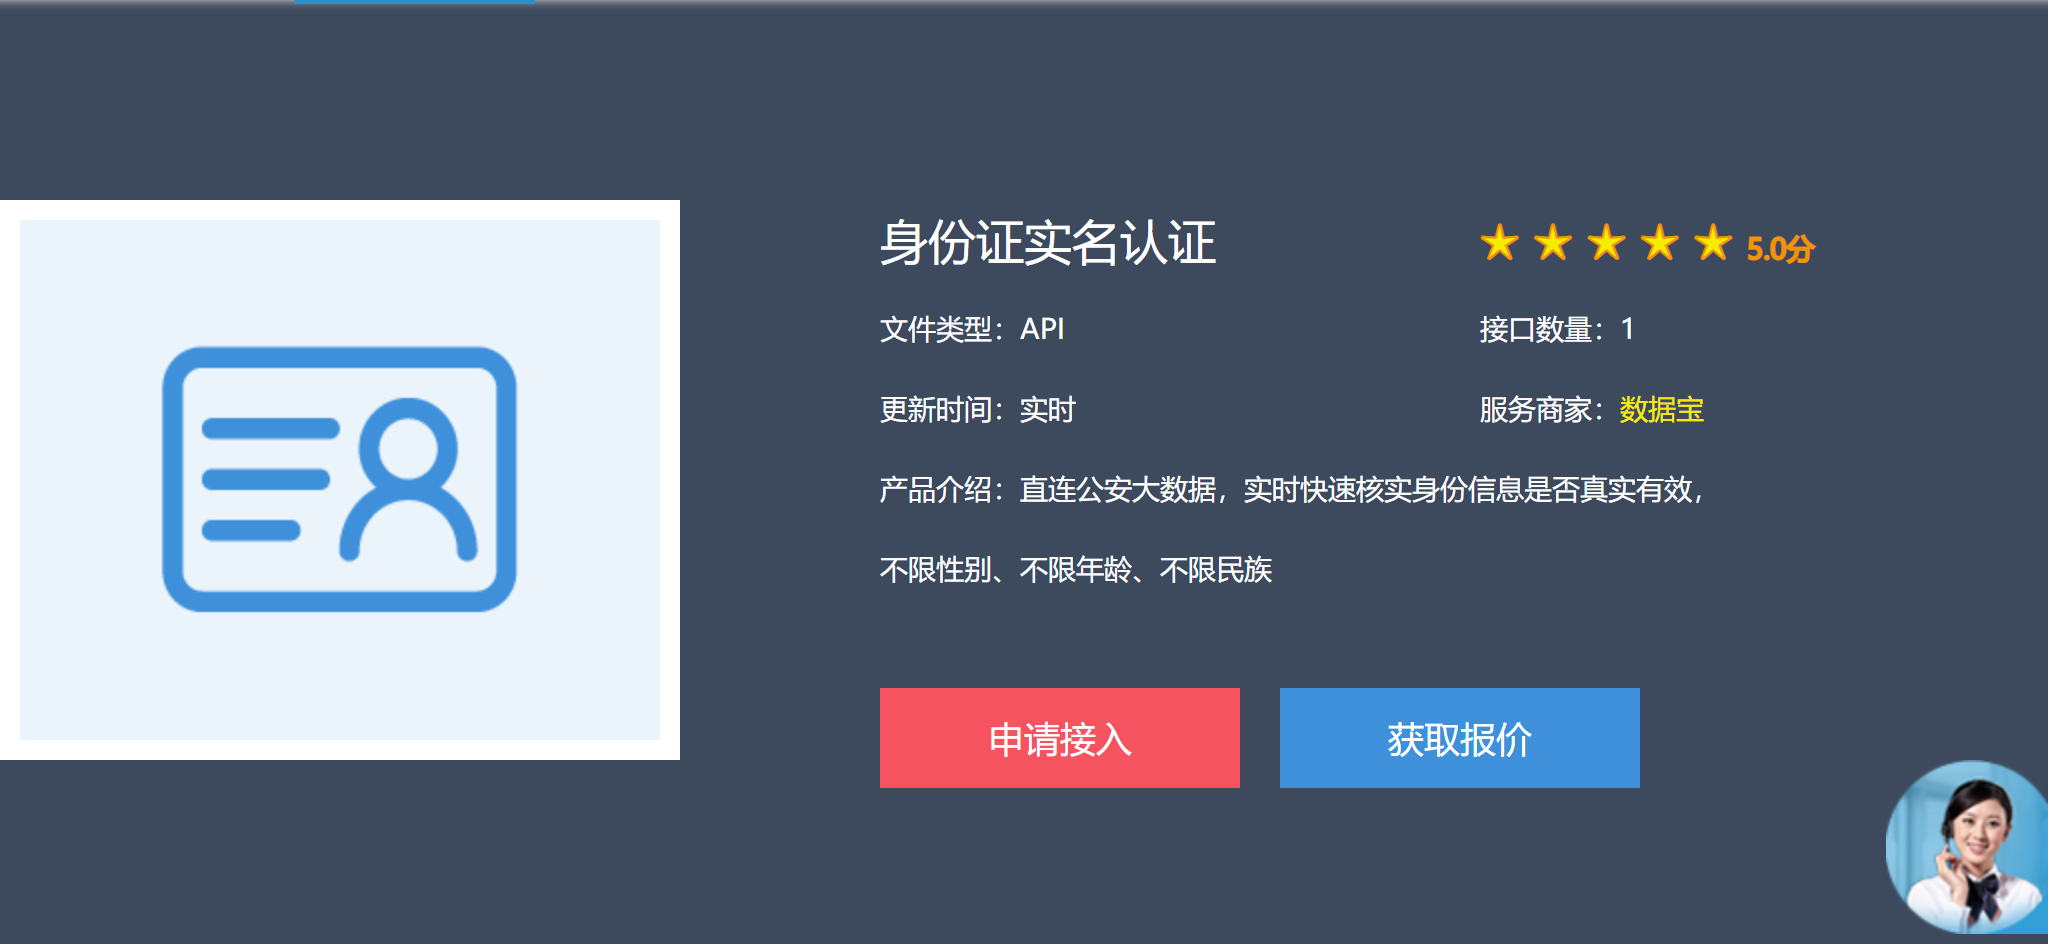 身份证实名认证
5.0分
文件类型：API
接口数量：1
更新时间：实时
服务商家：数据宝
产品介绍：直连公安大数据，实时快速核实身份信息是否真实有效，
不限性别、不限年龄、不限民族
申请接入
获取报价